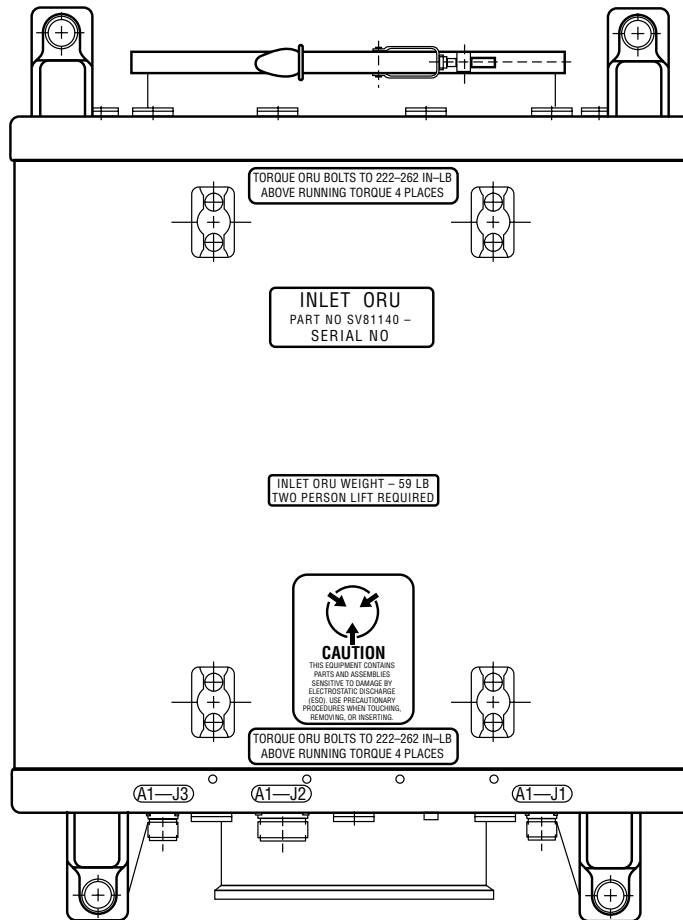 TORQUE ORU BOLTS TO 222–262 IN–LB
ABOVE RUNNING TORQUE 4 PLACES
INLET ORU
PART NO SV81140 –
SERIAL NO
INLET ORU WEIGHT – 59 LB
TWO PERSON LIFT REQUIRED
CAUTION
THIS EQUIPMENT CONTAINS
PARTS AND ASSEMBLIES
SENSITIVE TO DAMAGE BY
ELECTROSTATIC DISCHARGE
(ESO). USE PRECAUTIONARY
PROCEDURES WHEN TOUCHING,
REMOVING, OR INSERTING.
TORQUE ORU BOLTS TO 222–262 IN–LB
ABOVE RUNNING TORQUE 4 PLACES
A1—J3 A1—J2 A1—J1